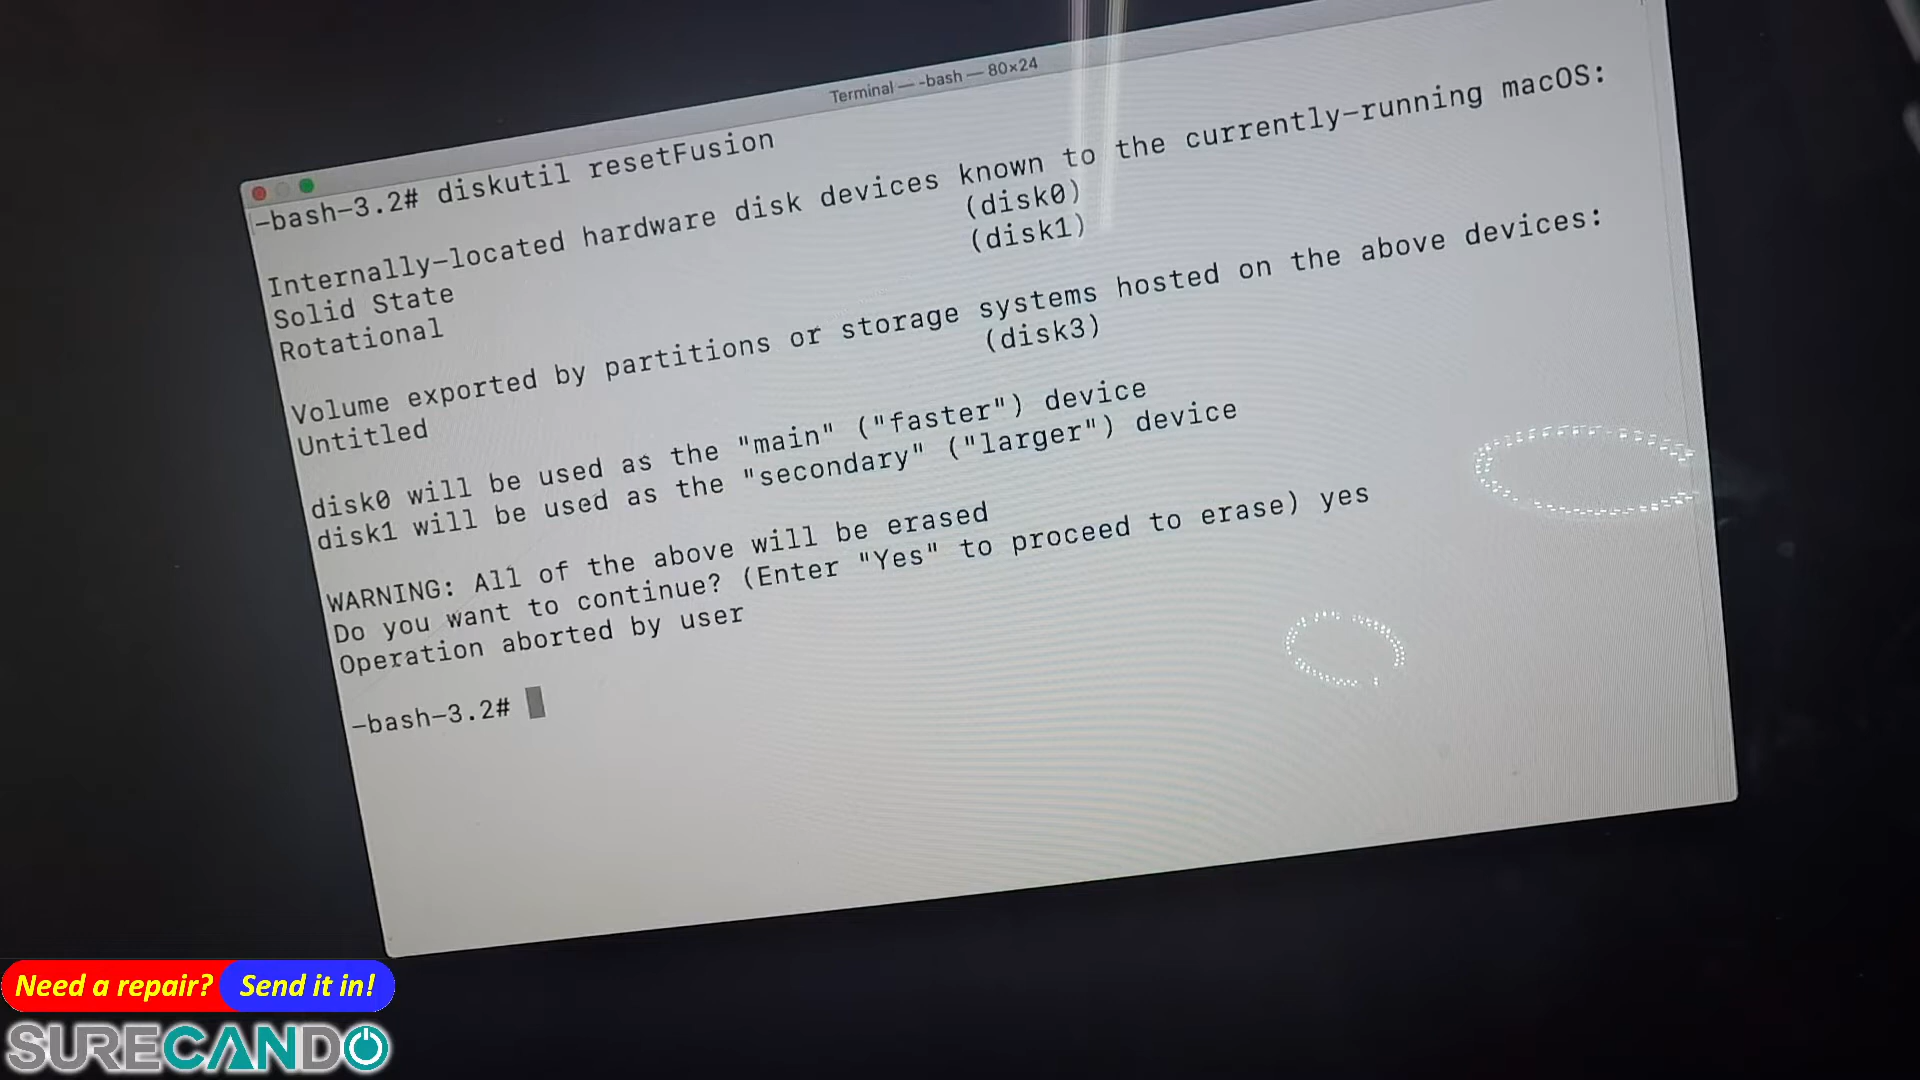 Terminal — -bash — 80×24
-bash-3.2# diskutil resetFusion
Internally-located hardware disk devices known to the currently-running macOS:
Solid State (disk0)
Rotational (disk1)
Volume exported by partitions or storage systems hosted on the above devices:
Untitled (disk3)
disk0 will be used as the "main" ("faster") device
disk1 will be used as the "secondary" ("larger") device
WARNING: All of the above will be erased
Do you want to continue? (Enter "Yes" to proceed to erase) yes
Operation aborted by user
-bash-3.2#
Need a repair? Send it in!
SURECANDO